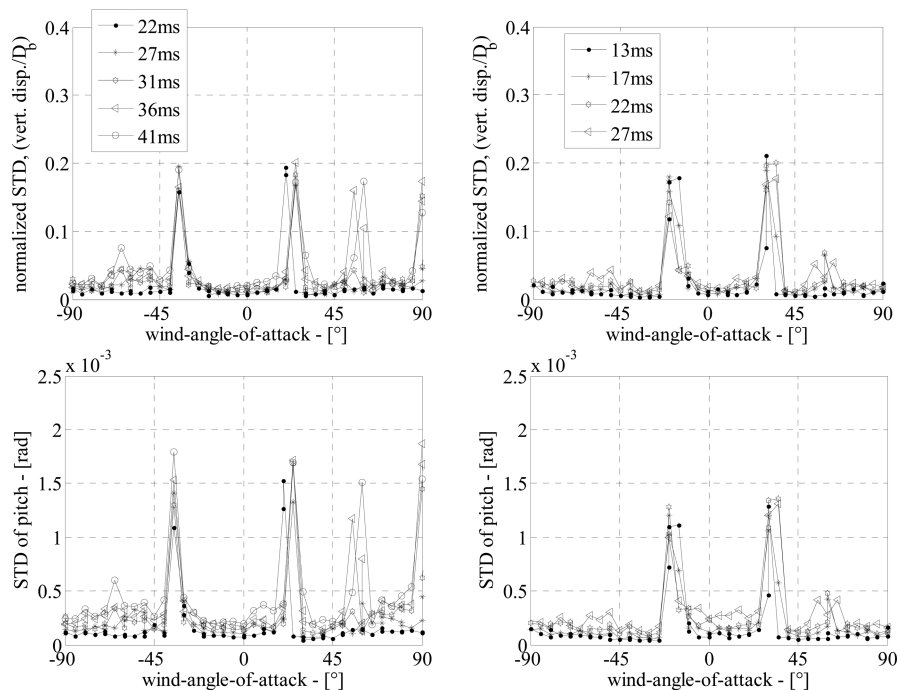 0.4
0.3
0.2
0.1
0
normalized STD, (vert. disp./D_b)
22ms
27ms
31ms
36ms
41ms
-90 -45 0 45 90
wind-angle-of-attack - [°]
0.4
0.3
0.2
0.1
0
normalized STD, (vert. disp./D_b)
13ms
17ms
22ms
27ms
-90 -45 0 45 90
wind-angle-of-attack - [°]
x 10^-3
2.5
2
1.5
1
0.5
0
STD of pitch - [rad]
-90 -45 0 45 90
wind-angle-of-attack - [°]
x 10^-3
2.5
2
1.5
1
0.5
0
STD of pitch - [rad]
-90 -45 0 45 90
wind-angle-of-attack - [°]